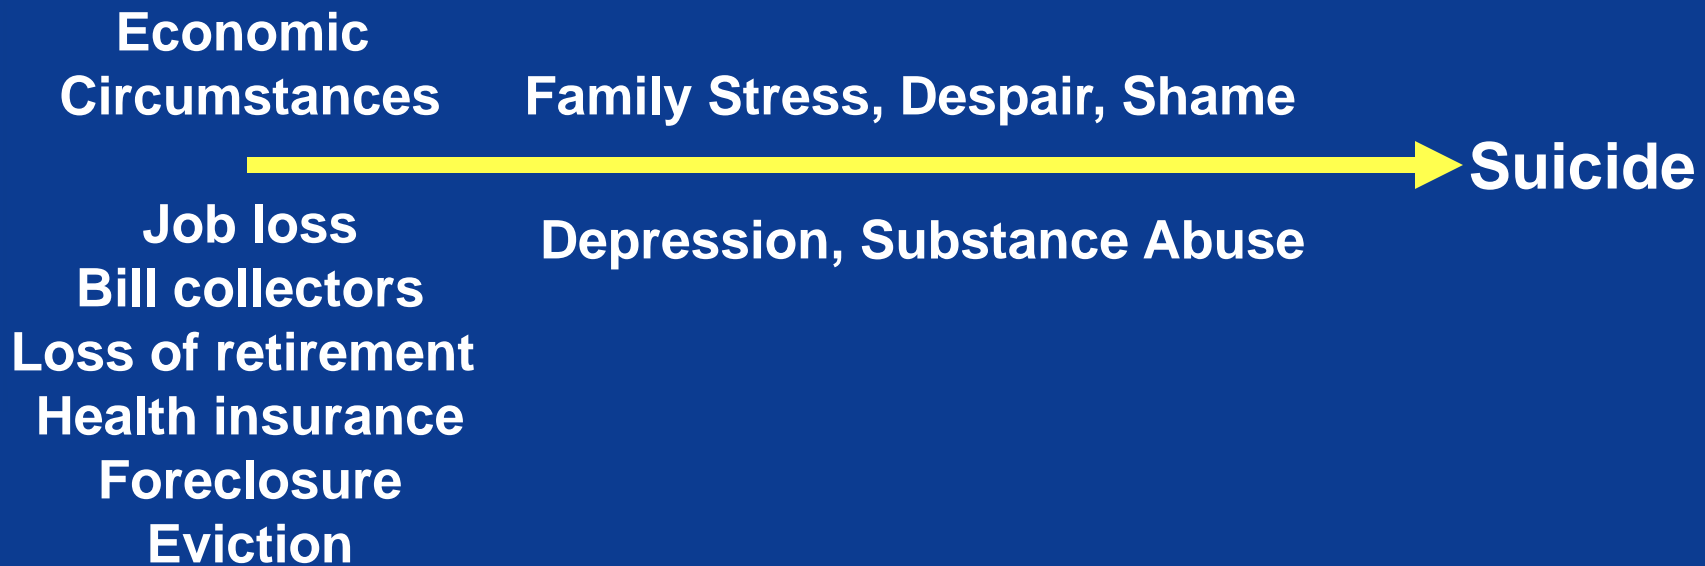 Economic
Circumstances
Family Stress, Despair, Shame
Suicide
Job loss
Bill collectors
Loss of retirement
Health insurance
Foreclosure
Eviction
Depression, Substance Abuse